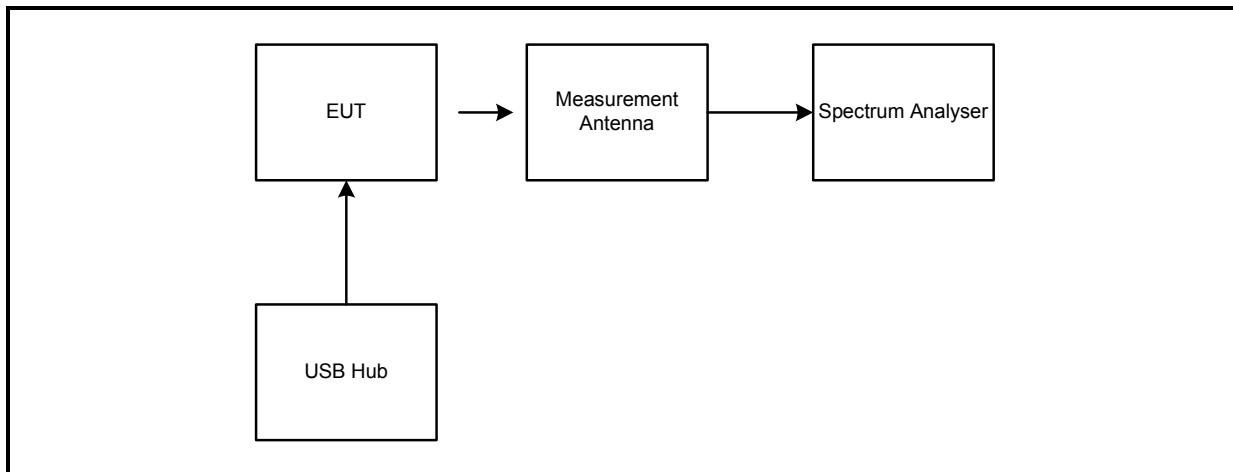 EUT
Measurement
Antenna
Spectrum Analyser
USB Hub